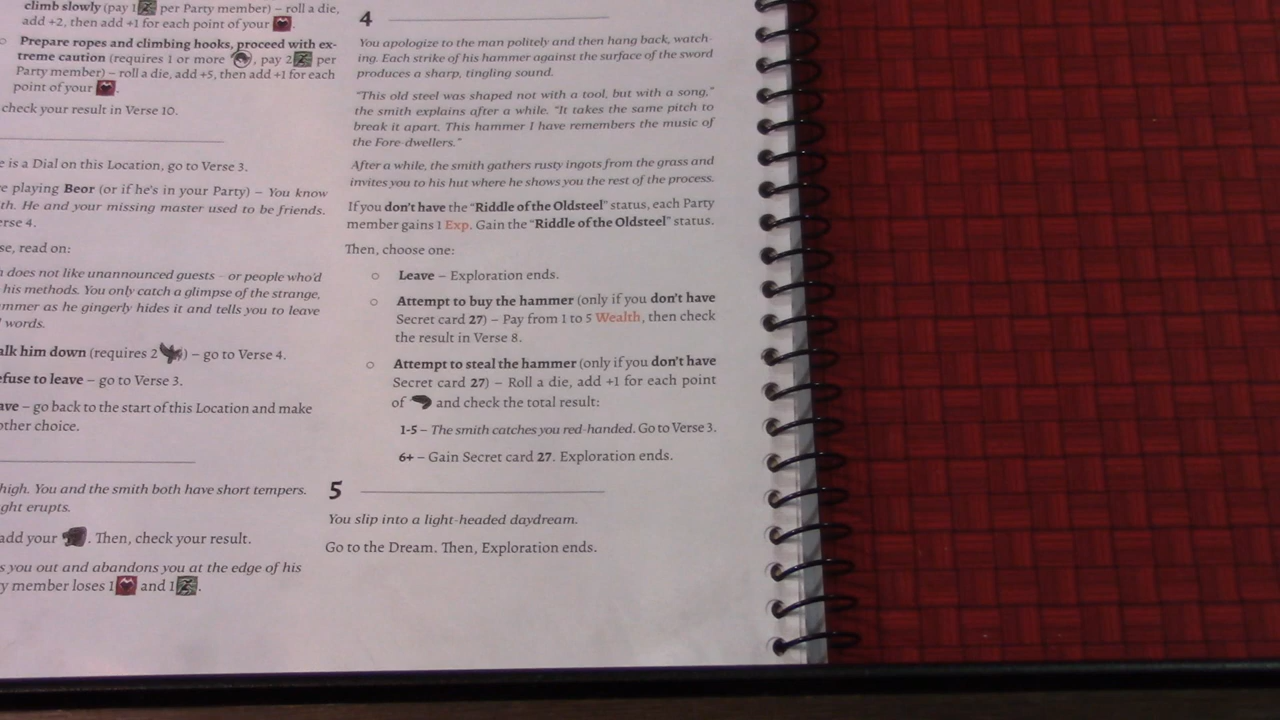 climb slowly (pay 1 per Party member) – roll a die,
add +2, then add +1 for each point of your .
Prepare ropes and climbing hooks, proceed with ex-
treme caution (requires 1 or more , pay 2 per
Party member) – roll a die, add +5, then add +1 for each
point of your .
check your result in Verse 10.
is a Dial on this Location, go to Verse 3.
playing Beor (or if he's in your Party) – You know
He and your missing master used to be friends.
4.
read on:
does not like unannounced guests – or people who'd
his methods. You only catch a glimpse of the strange,
as he gingerly hides it and tells you to leave
words.
him down (requires 2 ) – go to Verse 4.
to leave – go to Verse 3.
– go back to the start of this Location and make
choice.
high. You and the smith both have short tempers.
erupts.
add your . Then, check your result.
you out and abandons you at the edge of his
member loses 1 and 1 .
4
You apologize to the man politely and then hang back, watch-
ing. Each strike of his hammer against the surface of the sword
produces a sharp, tingling sound.
"This old steel was shaped not with a tool, but with a song,"
the smith explains after a while. "It takes the same pitch to
break it apart. This hammer I have remembers the music of
the Fore-dwellers."
After a while, the smith gathers rusty ingots from the grass and
invites you to his hut where he shows you the rest of the process.
If you don't have the "Riddle of the Oldsteel" status, each Party
member gains 1 Exp. Gain the "Riddle of the Oldsteel" status.
Then, choose one:
Leave – Exploration ends.
Attempt to buy the hammer (only if you don't have
Secret card 27) – Pay from 1 to 5 Wealth, then check
the result in Verse 8.
Attempt to steal the hammer (only if you don't have
Secret card 27) – Roll a die, add +1 for each point
of and check the total result:
1-5 – The smith catches you red-handed. Go to Verse 3.
6+ – Gain Secret card 27. Exploration ends.
5
You slip into a light-headed daydream.
Go to the Dream. Then, Exploration ends.